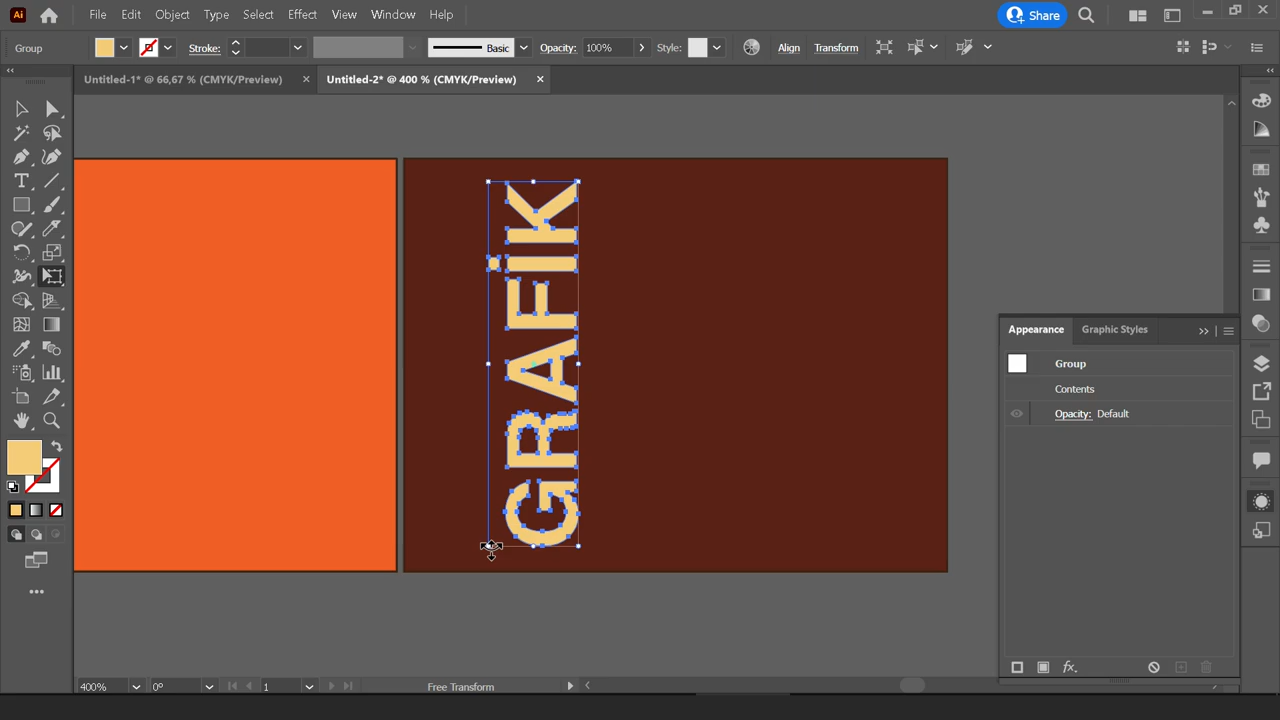 Ai File Edit Object Type Select Effect View Window Help Share
Group Stroke: Basic Opacity: 100% Style: Align Transform
Untitled-1* @ 66,67 % (CMYK/Preview) × Untitled-2* @ 400 % (CMYK/Preview) ×
GRAFiK
Appearance Graphic Styles
Group
Contents
Opacity: Default
fx.
400% 0° 1 Free Transform